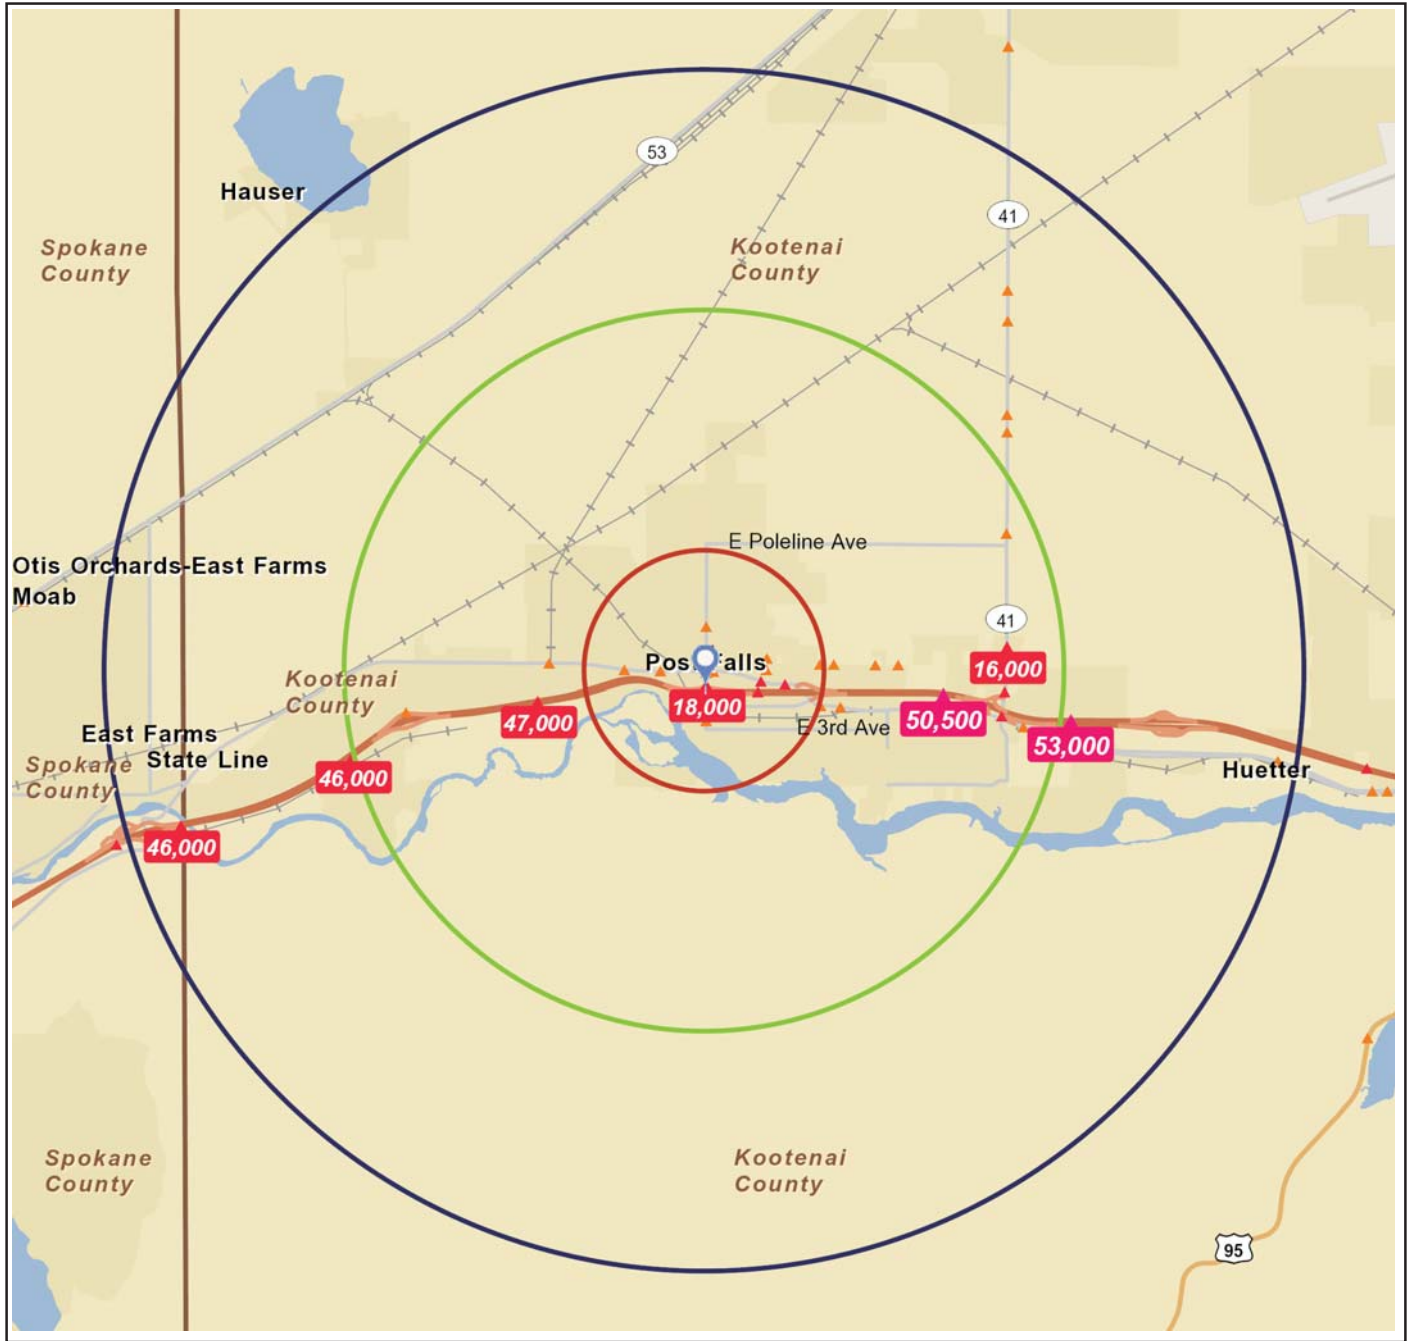 53
Hauser
41
Spokane
County
Kootenai
County
E Poleline Ave
Otis Orchards-East Farms
Moab
41
Post Falls
16,000
Kootenai
County
18,000
47,000
50,500
E 3rd Ave
53,000
East Farms
State Line
Spokane
County
46,000
Huetter
46,000
Spokane
County
Kootenai
County
95